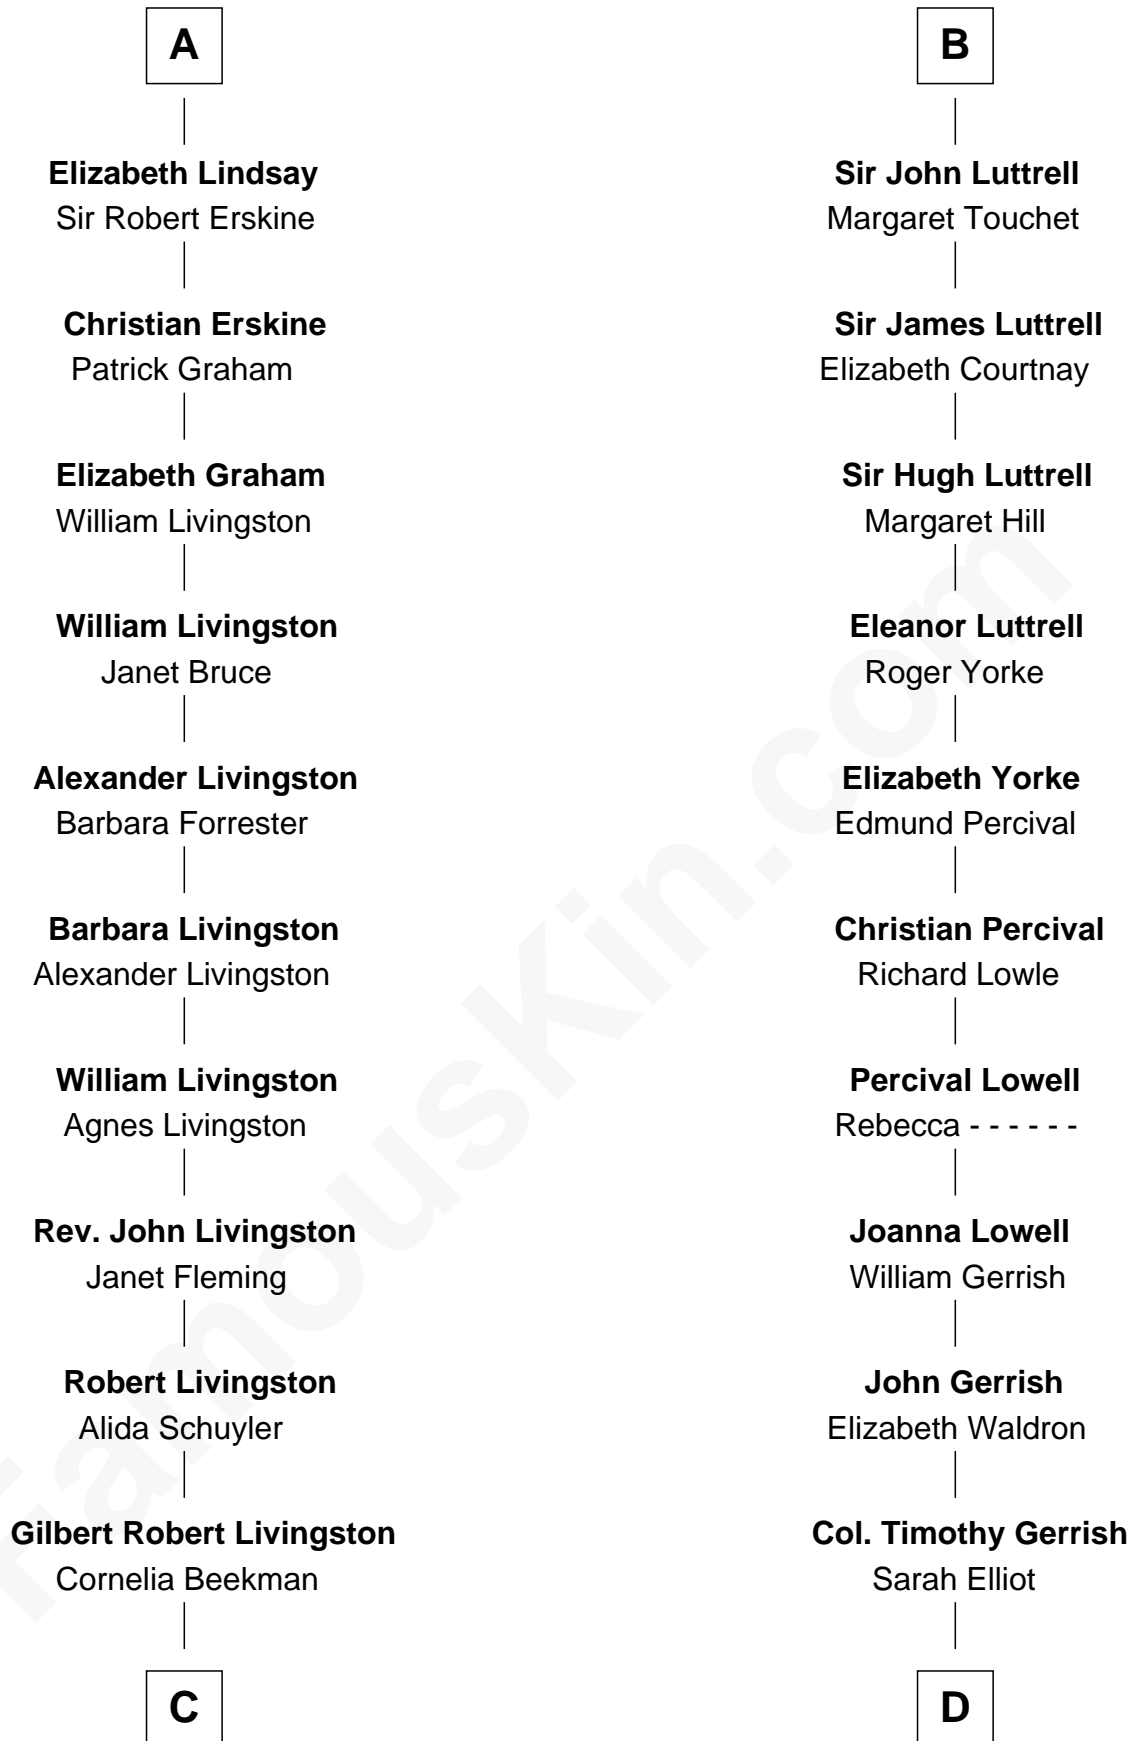 A
Elizabeth Lindsay
Sir Robert Erskine
Christian Erskine
Patrick Graham
Elizabeth Graham
William Livingston
William Livingston
Janet Bruce
Alexander Livingston
Barbara Forrester
Barbara Livingston
Alexander Livingston
William Livingston
Agnes Livingston
Rev. John Livingston
Janet Fleming
Robert Livingston
Alida Schuyler
Gilbert Robert Livingston
Cornelia Beekman
C
B
Sir John Luttrell
Margaret Touchet
Sir James Luttrell
Elizabeth Courtnay
Sir Hugh Luttrell
Margaret Hill
Eleanor Luttrell
Roger Yorke
Elizabeth Yorke
Edmund Percival
Christian Percival
Richard Lowle
Percival Lowell
Rebecca - - - - - -
Joanna Lowell
William Gerrish
John Gerrish
Elizabeth Waldron
Col. Timothy Gerrish
Sarah Elliot
D
FamousKin.com